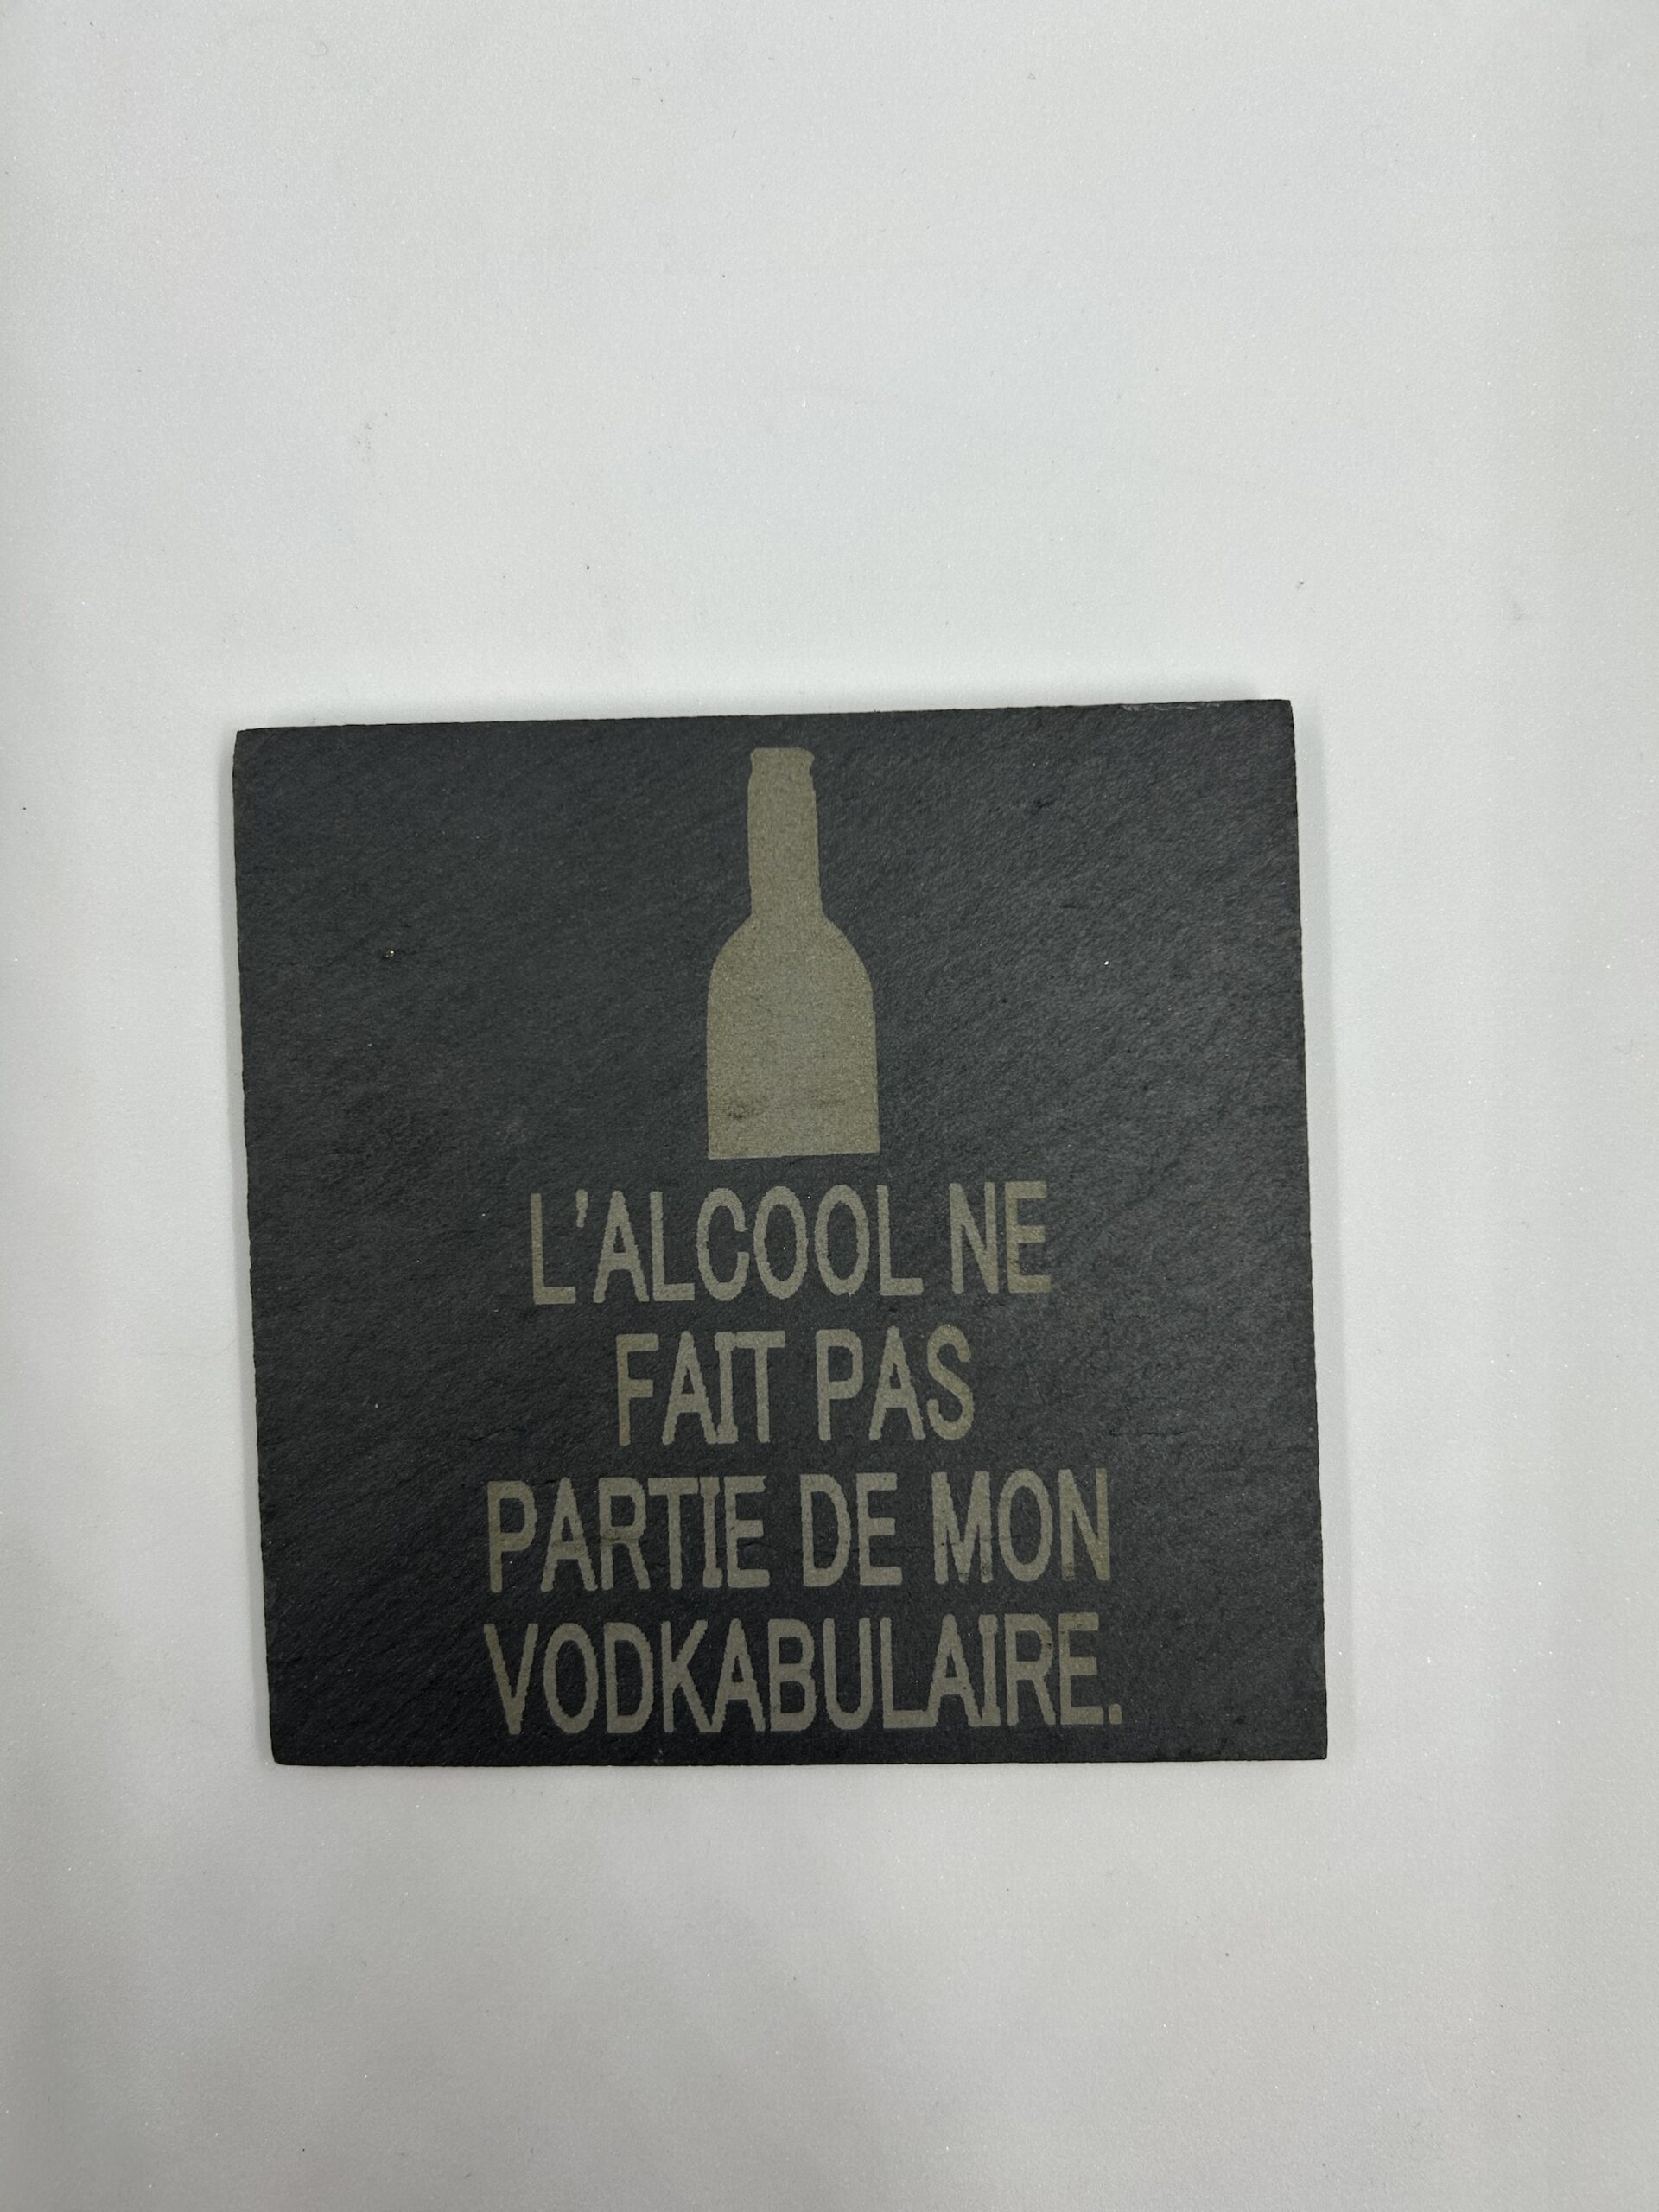 L'ALCOOL NE
FAIT PAS
PARTIE DE MON
VODKABULAIRE.